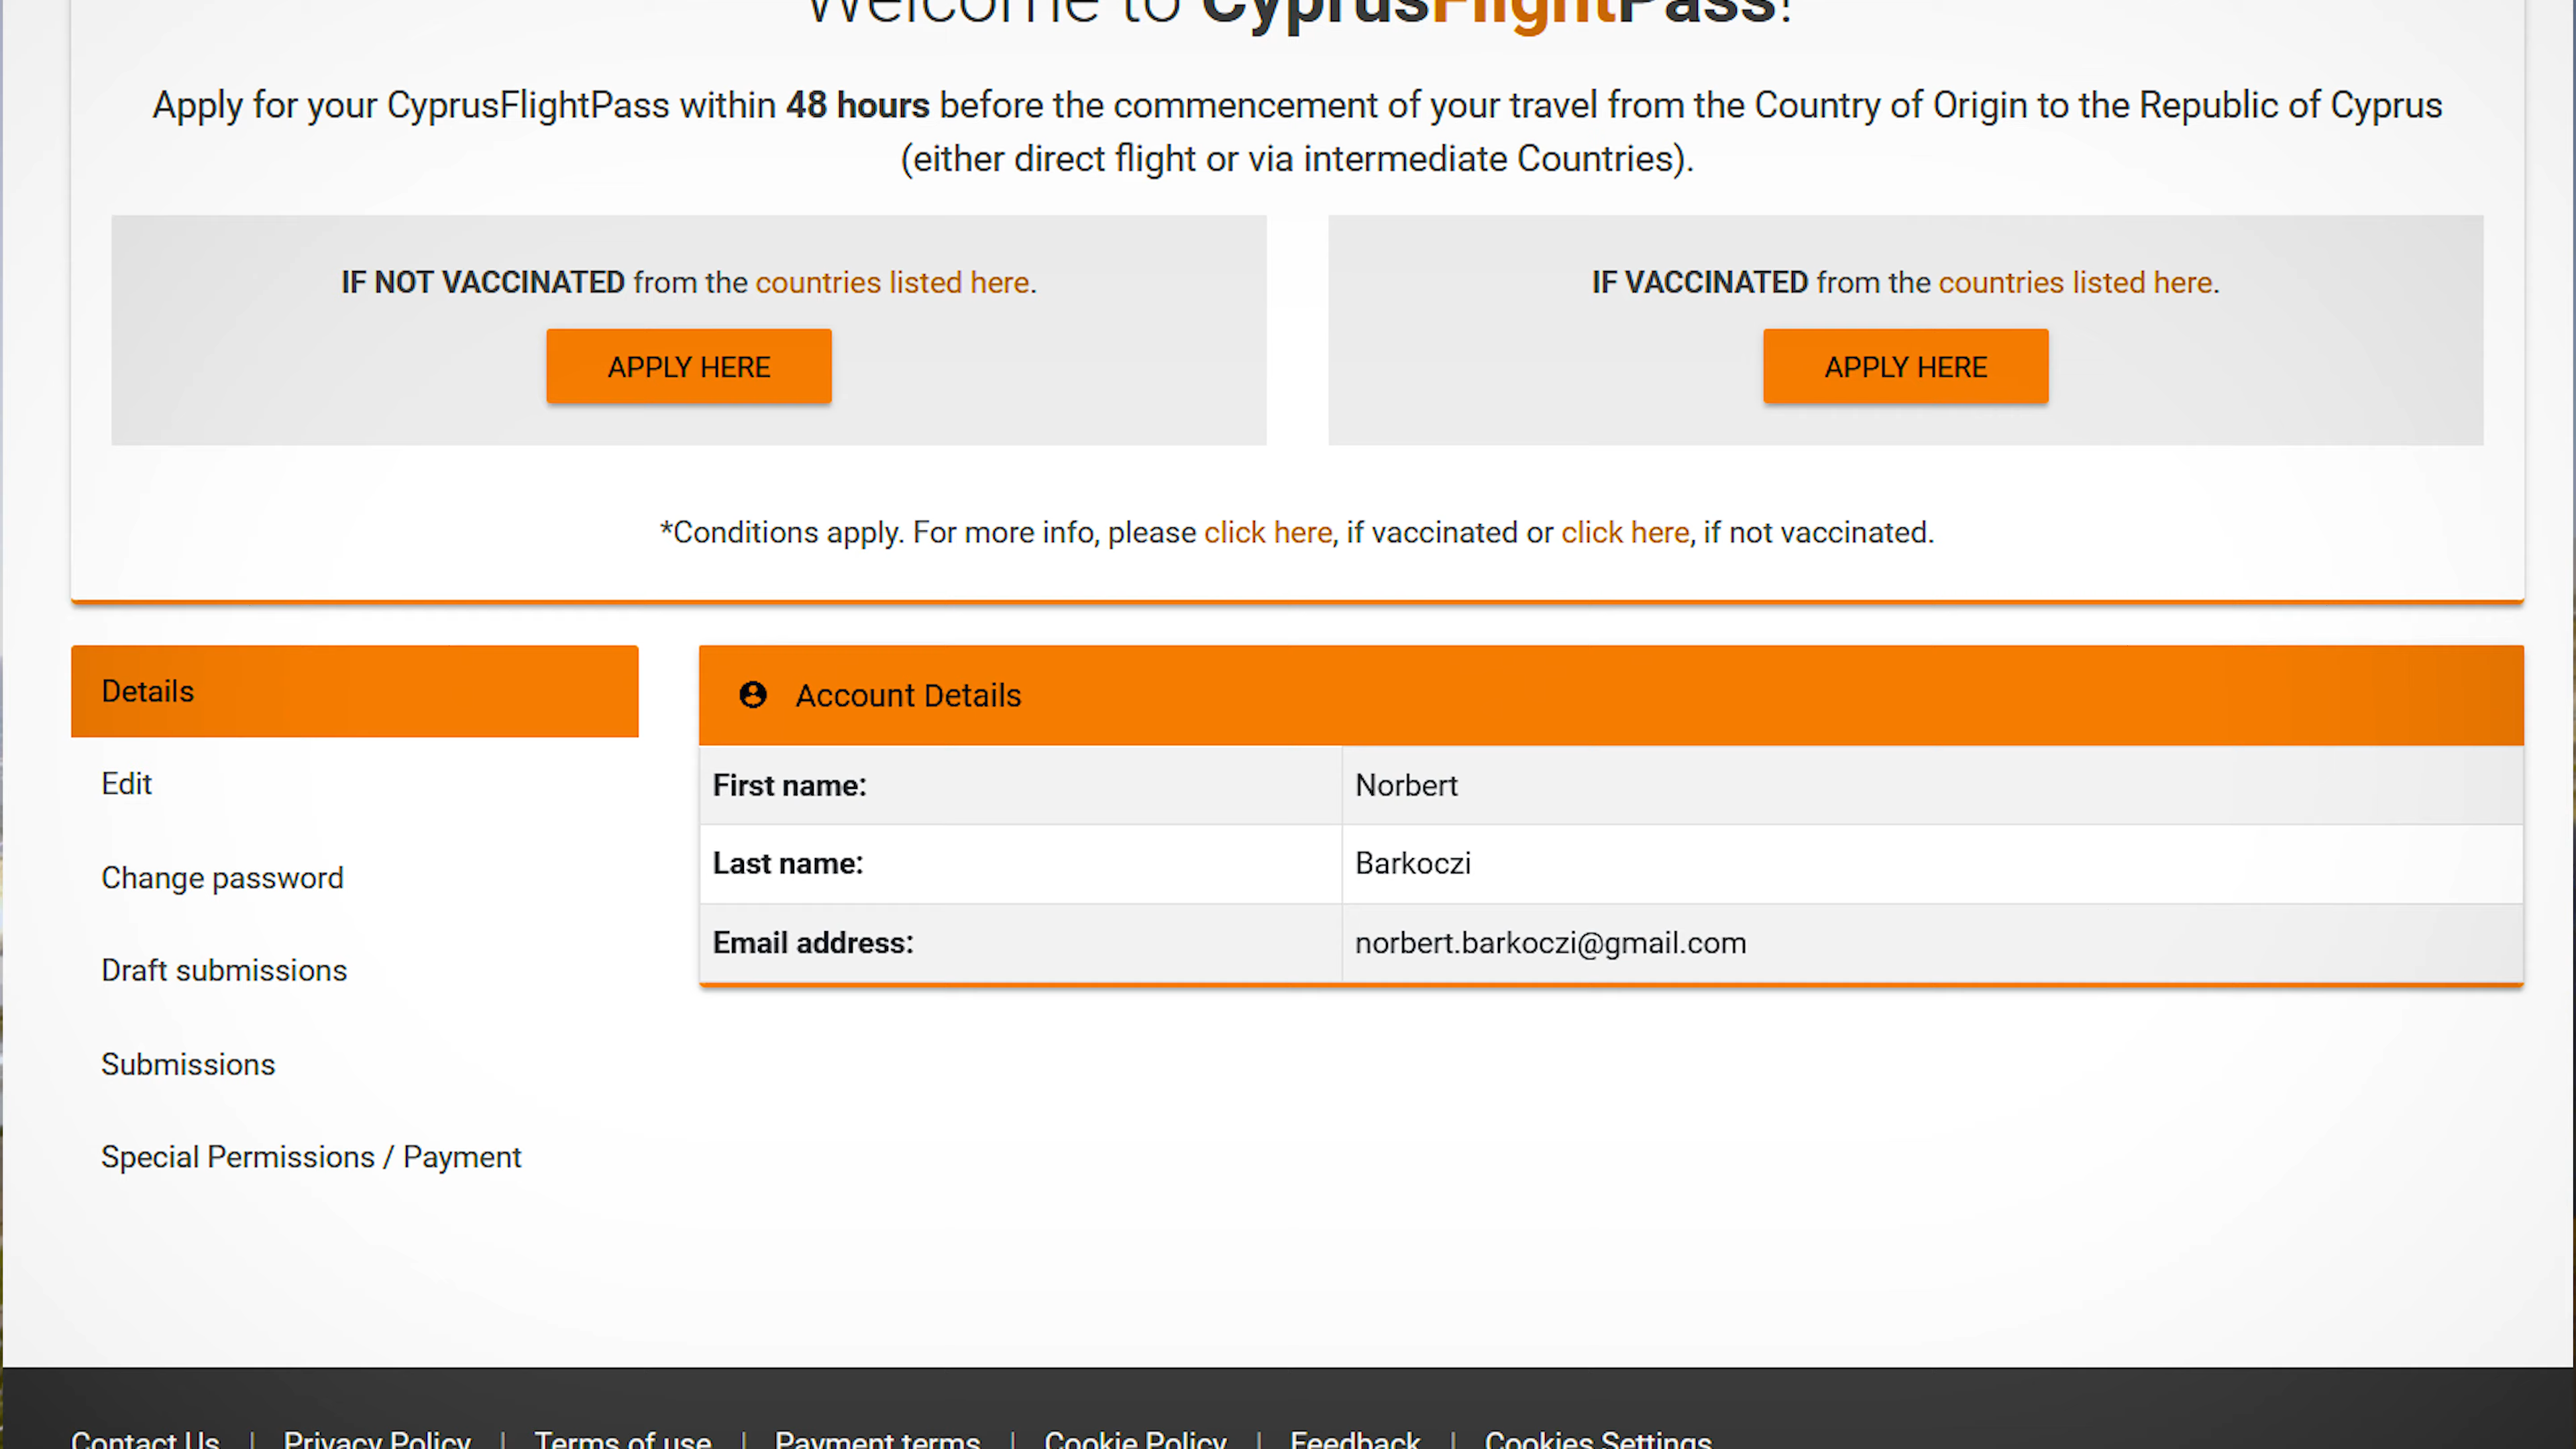 Welcome to CyprusFlightPass!
Apply for your CyprusFlightPass within 48 hours before the commencement of your travel from the Country of Origin to the Republic of Cyprus
(either direct flight or via intermediate Countries).
IF NOT VACCINATED from the countries listed here.
APPLY HERE
IF VACCINATED from the countries listed here.
APPLY HERE
*Conditions apply. For more info, please click here, if vaccinated or click here, if not vaccinated.
Details
Edit
Change password
Draft submissions
Submissions
Special Permissions / Payment
Account Details
First name: Norbert
Last name: Barkoczi
Email address: norbert.barkoczi@gmail.com
Contact Us | Privacy Policy | Terms of use | Payment terms | Cookie Policy | Feedback | Cookies Settings